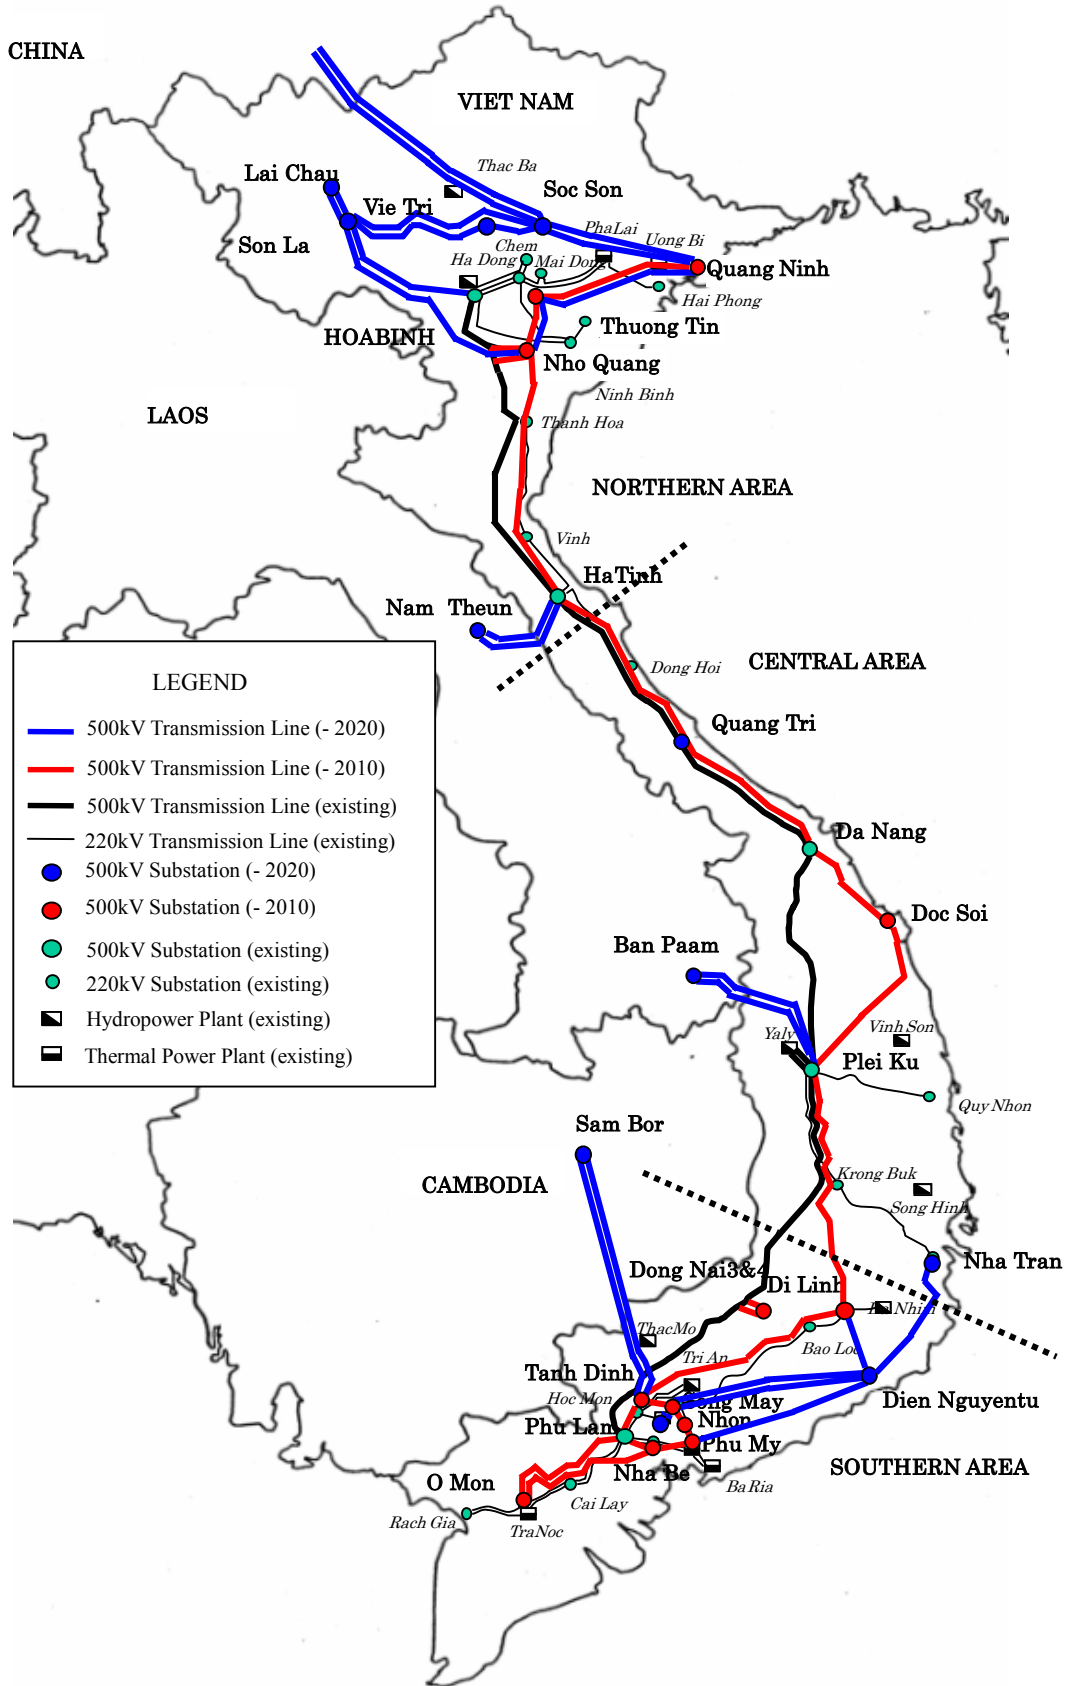 CHINA
VIET NAM
Thac Ba
Lai Chau
Soc Son
Vie Tri
PhaLai
Uong Bi
Son La
Chem
Ha Dong
Mai Dong
Quang Ninh
Hai Phong
Thuong Tin
HOABINH
Nho Quang
Ninh Binh
LAOS
Thanh Hoa
NORTHERN AREA
Vinh
HaTinh
Nam Theun
Dong Hoi
CENTRAL AREA
LEGEND
500kV Transmission Line (- 2020)
500kV Transmission Line (- 2010)
500kV Transmission Line (existing)
220kV Transmission Line (existing)
500kV Substation (- 2020)
500kV Substation (- 2010)
500kV Substation (existing)
220kV Substation (existing)
Hydropower Plant (existing)
Thermal Power Plant (existing)
Quang Tri
Da Nang
Doc Soi
Ban Paam
Yaly
Vinh Son
Plei Ku
Quy Nhon
Sam Bor
CAMBODIA
Krong Buk
Song Hinh
Nha Tran
Dong Nai3&4
Di Linh
Nhim
ThacMo
Bao Loc
Tri An
Tanh Dinh
Hoc Mon
Song May
Dien Nguyentu
Phu Lam
Nhon
Phu My
SOUTHERN AREA
Nha Be
Ba Ria
O Mon
Cai Lay
Rach Gia
TraNoc